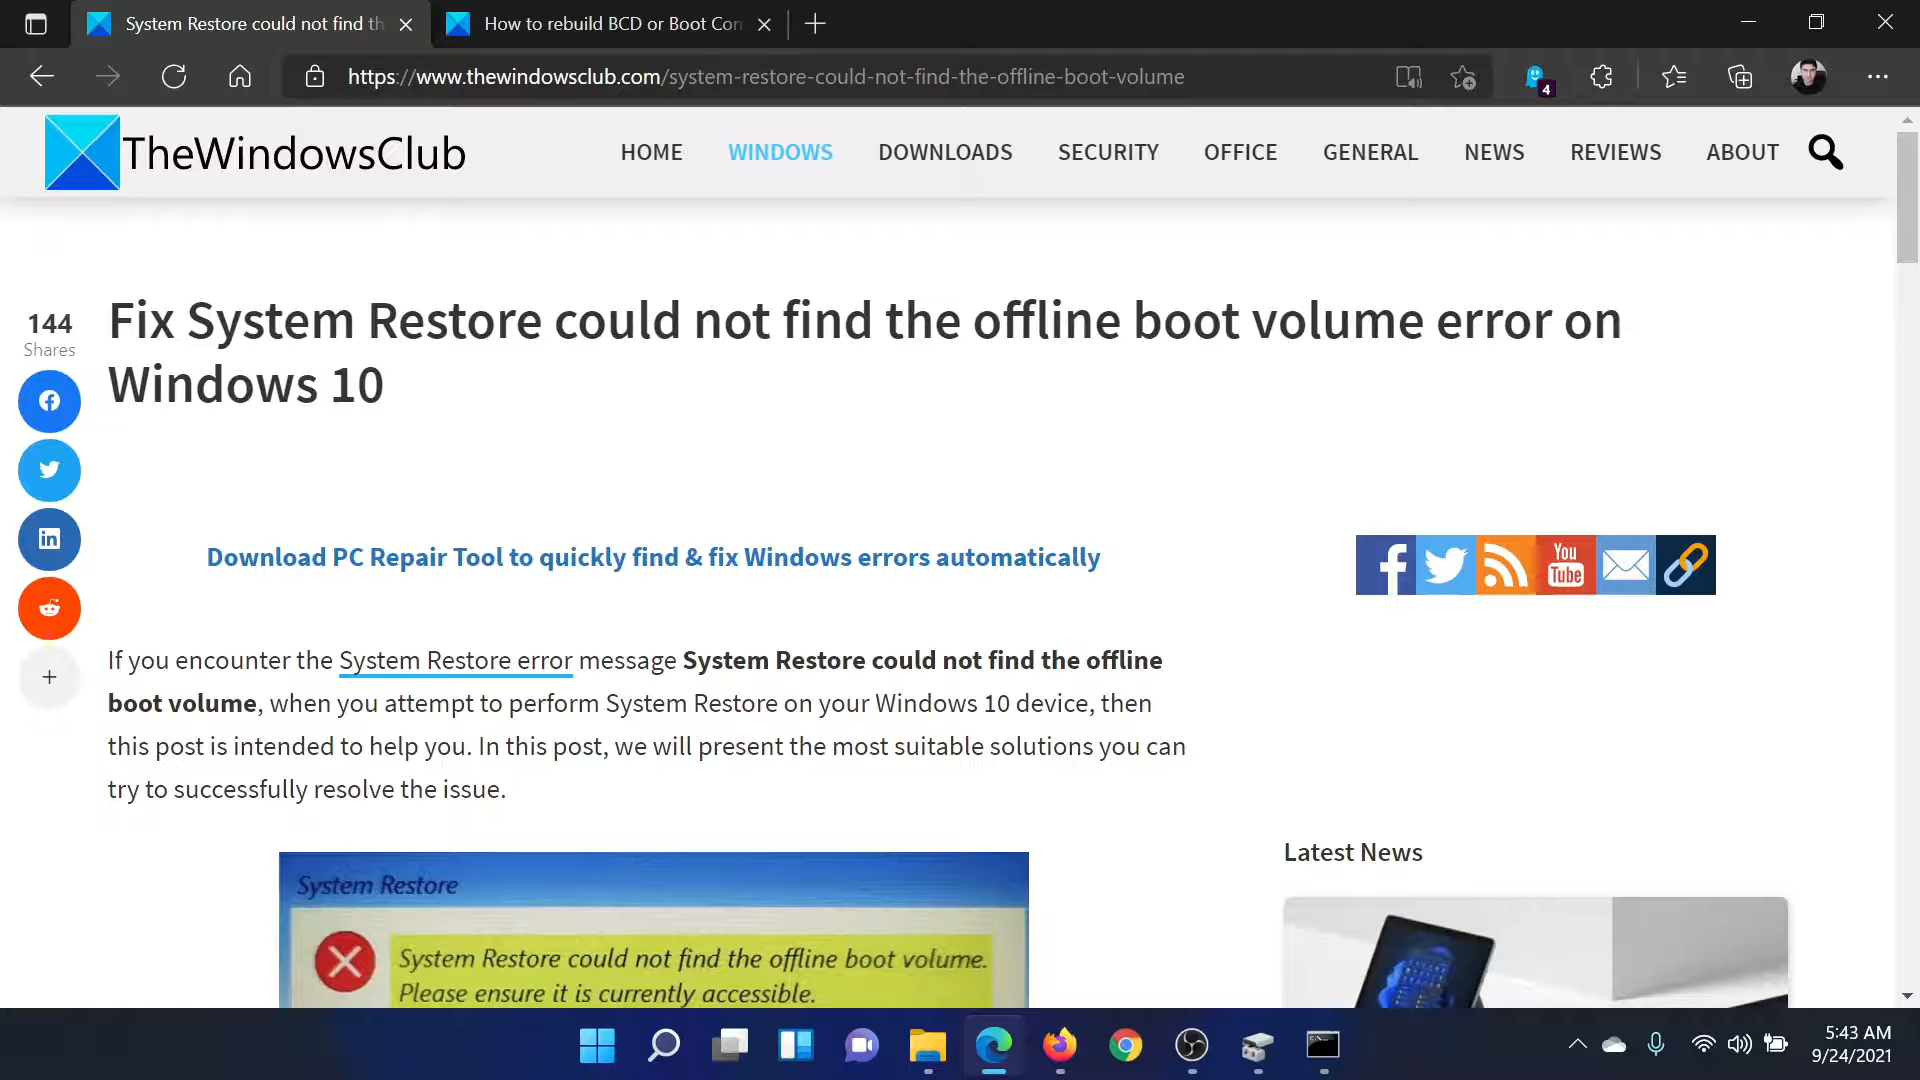 System Restore could not find th
How to rebuild BCD or Boot Con
https://www.thewindowsclub.com/system-restore-could-not-find-the-offline-boot-volume
4
TheWindowsClub
HOME WINDOWS DOWNLOADS SECURITY OFFICE GENERAL NEWS REVIEWS ABOUT
144
Shares
Fix System Restore could not find the offline boot volume error on
Windows 10
Download PC Repair Tool to quickly find & fix Windows errors automatically
You
Tube
If you encounter the System Restore error message System Restore could not find the offline
boot volume, when you attempt to perform System Restore on your Windows 10 device, then
this post is intended to help you. In this post, we will present the most suitable solutions you can
try to successfully resolve the issue.
Latest News
System Restore
System Restore could not find the offline boot volume.
Please ensure it is currently accessible.
5:43 AM
9/24/2021